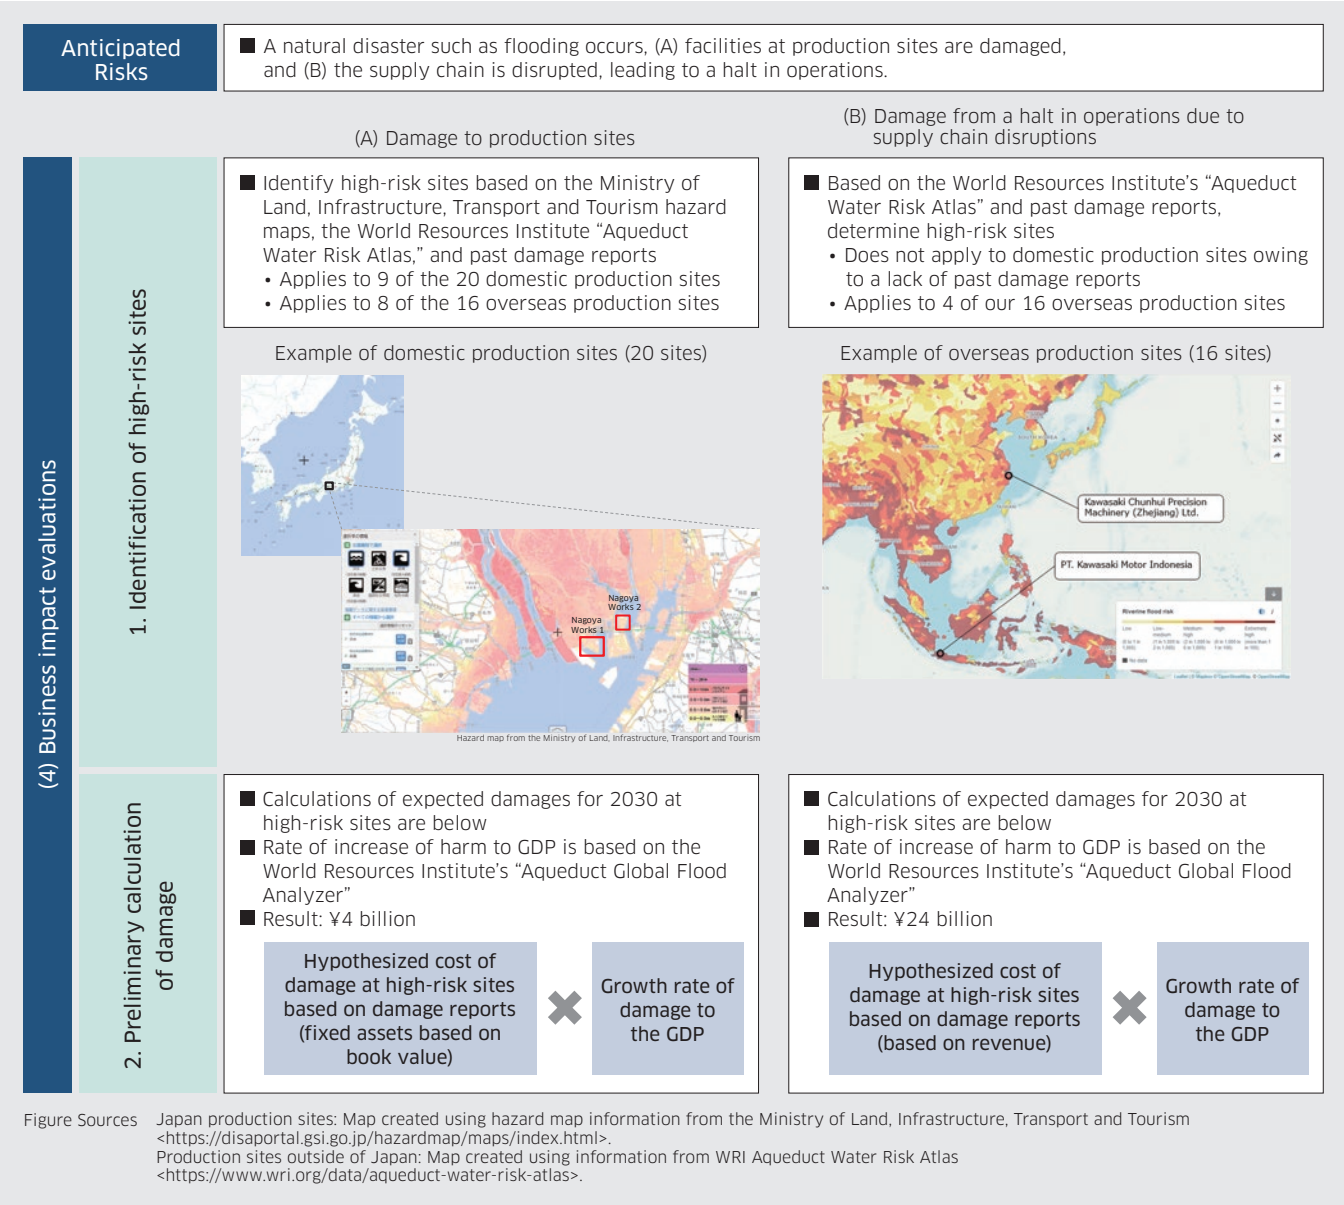 Anticipated
Risks
■ A natural disaster such as flooding occurs, (A) facilities at production sites are damaged,
and (B) the supply chain is disrupted, leading to a halt in operations.
(A) Damage to production sites
(B) Damage from a halt in operations due to
supply chain disruptions
(4) Business impact evaluations
1. Identification of high-risk sites
■ Identify high-risk sites based on the Ministry of
Land, Infrastructure, Transport and Tourism hazard
maps, the World Resources Institute “Aqueduct
Water Risk Atlas,” and past damage reports
• Applies to 9 of the 20 domestic production sites
• Applies to 8 of the 16 overseas production sites
■ Based on the World Resources Institute’s “Aqueduct
Water Risk Atlas” and past damage reports,
determine high-risk sites
• Does not apply to domestic production sites owing
to a lack of past damage reports
• Applies to 4 of our 16 overseas production sites
Example of domestic production sites (20 sites)
Nagoya
Works 2
Nagoya
Works 1
Hazard map from the Ministry of Land, Infrastructure, Transport and Tourism
Example of overseas production sites (16 sites)
Kawasaki Chunhui Precision
Machinery (Zhejiang) Ltd.
PT. Kawasaki Motor Indonesia
Riverine flood risk
Low
Low-
medium
Medium-
high
High
Extremely
high
No data
2. Preliminary calculation
of damage
■ Calculations of expected damages for 2030 at
high-risk sites are below
■ Rate of increase of harm to GDP is based on the
World Resources Institute’s “Aqueduct Global Flood
Analyzer”
■ Result: ¥4 billion
Hypothesized cost of
damage at high-risk sites
based on damage reports
(fixed assets based on
book value)
Growth rate of
damage to
the GDP
■ Calculations of expected damages for 2030 at
high-risk sites are below
■ Rate of increase of harm to GDP is based on the
World Resources Institute’s “Aqueduct Global Flood
Analyzer”
■ Result: ¥24 billion
Hypothesized cost of
damage at high-risk sites
based on damage reports
(based on revenue)
Growth rate of
damage to
the GDP
Figure Sources Japan production sites: Map created using hazard map information from the Ministry of Land, Infrastructure, Transport and Tourism
<https://disaportal.gsi.go.jp/hazardmap/maps/index.html>.
Production sites outside of Japan: Map created using information from WRI Aqueduct Water Risk Atlas
<https://www.wri.org/data/aqueduct-water-risk-atlas>.